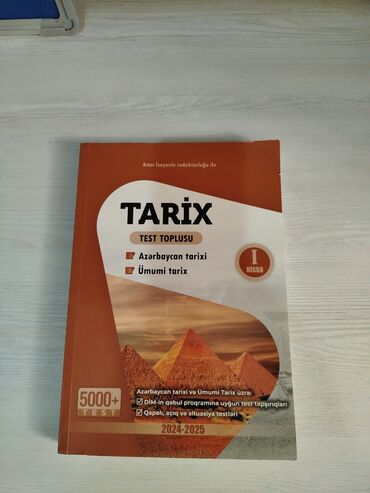 Anar İsayevin redaktorluğu ilə
TARİX
TEST TOPLUSU
Azərbaycan tarixi
Ümumi tarix
I
HİSSƏ
5000+
TEST
Azərbaycan tarixi və Ümumi Tarix üzrə:
DİM-in qəbul proqramına uyğun test tapşırıqları
Qapalı, açıq və situasiya testləri
2024-2025